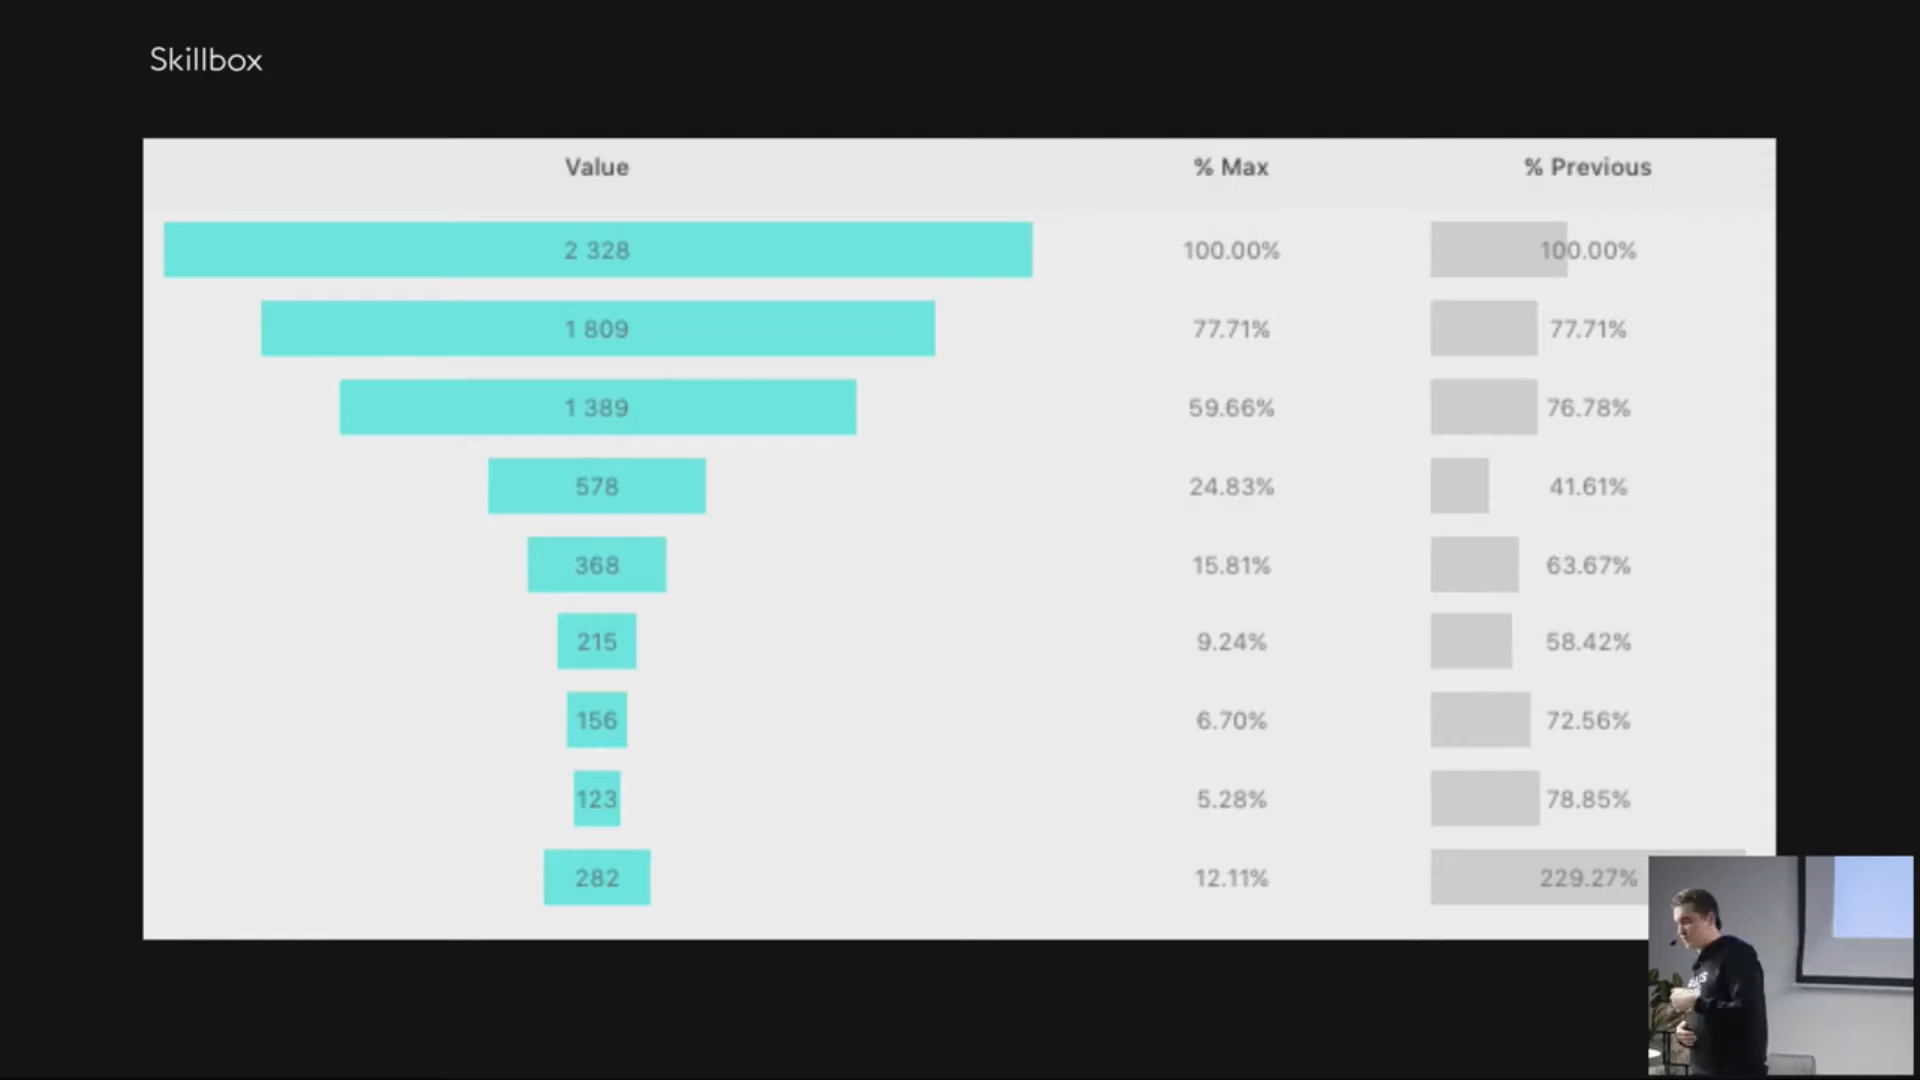 Skillbox
Value % Max % Previous
2 328 100.00% 100.00%
1 809 77.71% 77.71%
1 389 59.66% 76.78%
578 24.83% 41.61%
368 15.81% 63.67%
215 9.24% 58.42%
156 6.70% 72.56%
123 5.28% 78.85%
282 12.11% 229.27%